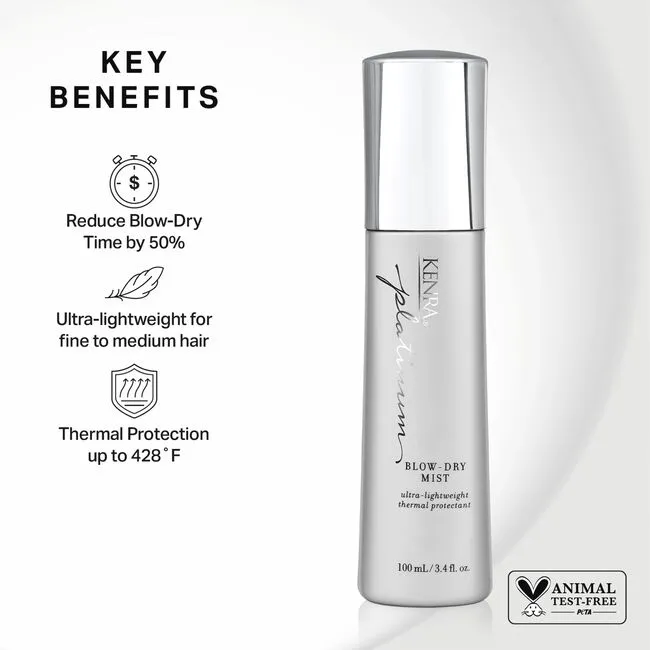 KEY
BENEFITS
$
Reduce Blow-Dry
Time by 50%
Ultra-lightweight for
fine to medium hair
Thermal Protection
up to 428°F
KENRA®
platinum
BLOW-DRY
MIST
ultra-lightweight
thermal protectant
100 mL/3.4 fl. oz.
ANIMAL
TEST-FREE
PETA